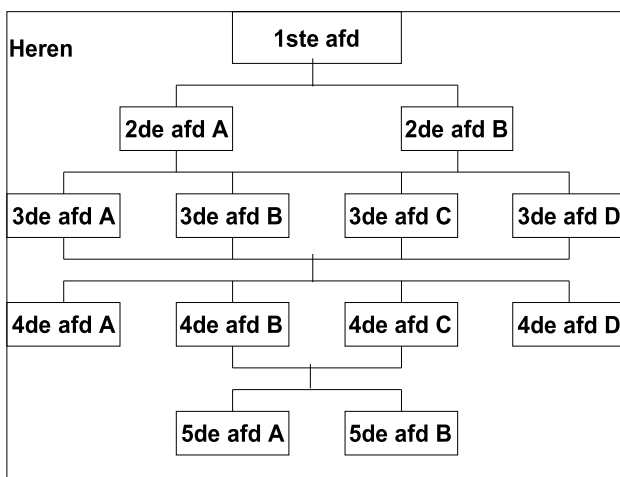 Heren
1ste afd
2de afd A
2de afd B
3de afd A
3de afd B
3de afd C
3de afd D
4de afd A
4de afd B
4de afd C
4de afd D
5de afd A
5de afd B